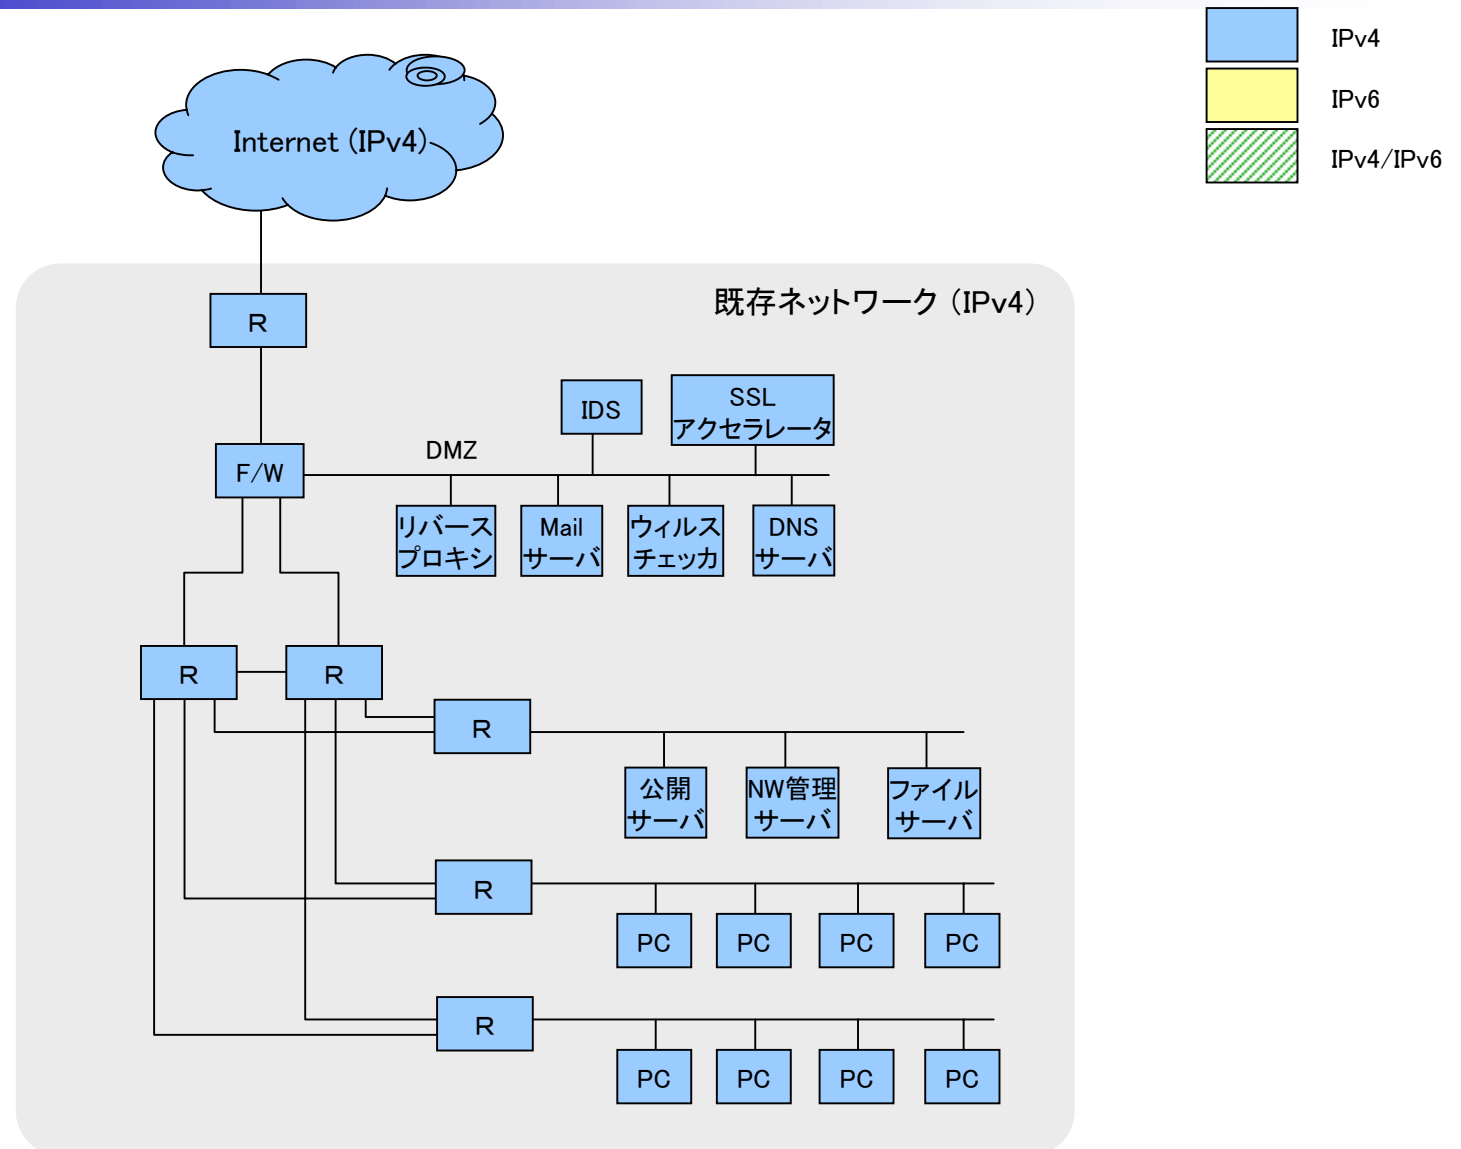 IPv4
IPv6
IPv4/IPv6
Internet (IPv4)
既存ネットワーク（IPv4）
R
IDS
SSL
アクセラレータ
DMZ
F/W
リバース
プロキシ
Mail
サーバ
ウィルス
チェッカ
DNS
サーバ
R
R
R
公開
サーバ
NW管理
サーバ
ファイル
サーバ
R
PC
PC
PC
PC
R
PC
PC
PC
PC